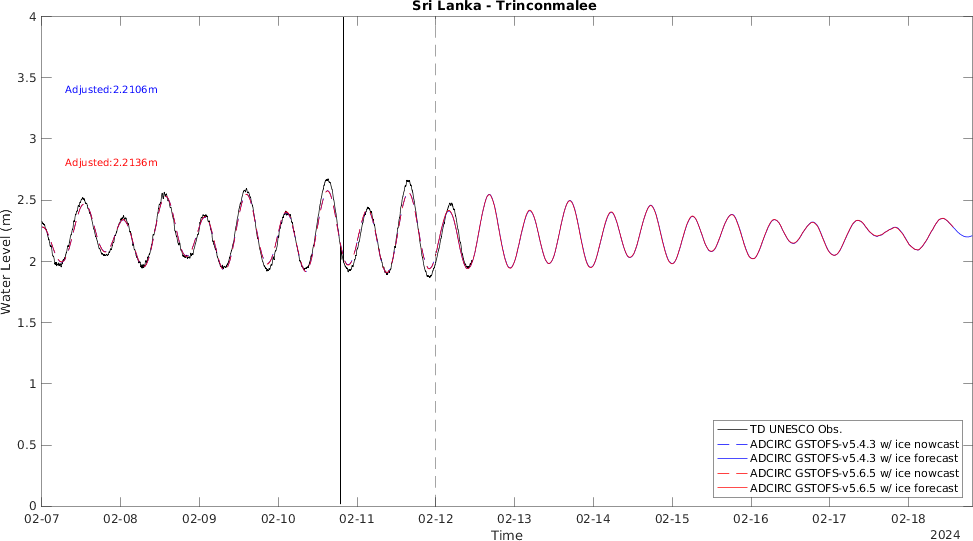 Sri Lanka - Trinconmalee
4
3.5
3
2.5
2
1.5
1
0.5
0
Water Level (m)
Adjusted:2.2106m
Adjusted:2.2136m
TD UNESCO Obs.
ADCIRC GSTOFS-v5.4.3 w/ ice nowcast
ADCIRC GSTOFS-v5.4.3 w/ ice forecast
ADCIRC GSTOFS-v5.6.5 w/ ice nowcast
ADCIRC GSTOFS-v5.6.5 w/ ice forecast
02-07 02-08 02-09 02-10 02-11 02-12 02-13 02-14 02-15 02-16 02-17 02-18
Time
2024